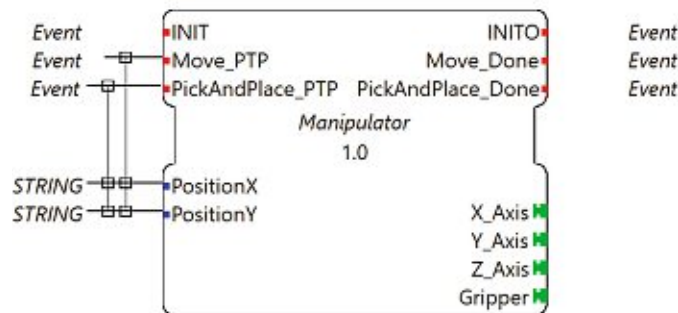 Event INIT INITO Event
Event Move_PTP Move_Done Event
Event PickAndPlace_PTP PickAndPlace_Done Event
Manipulator
1.0
STRING PositionX
STRING PositionY X_Axis
Y_Axis
Z_Axis
Gripper